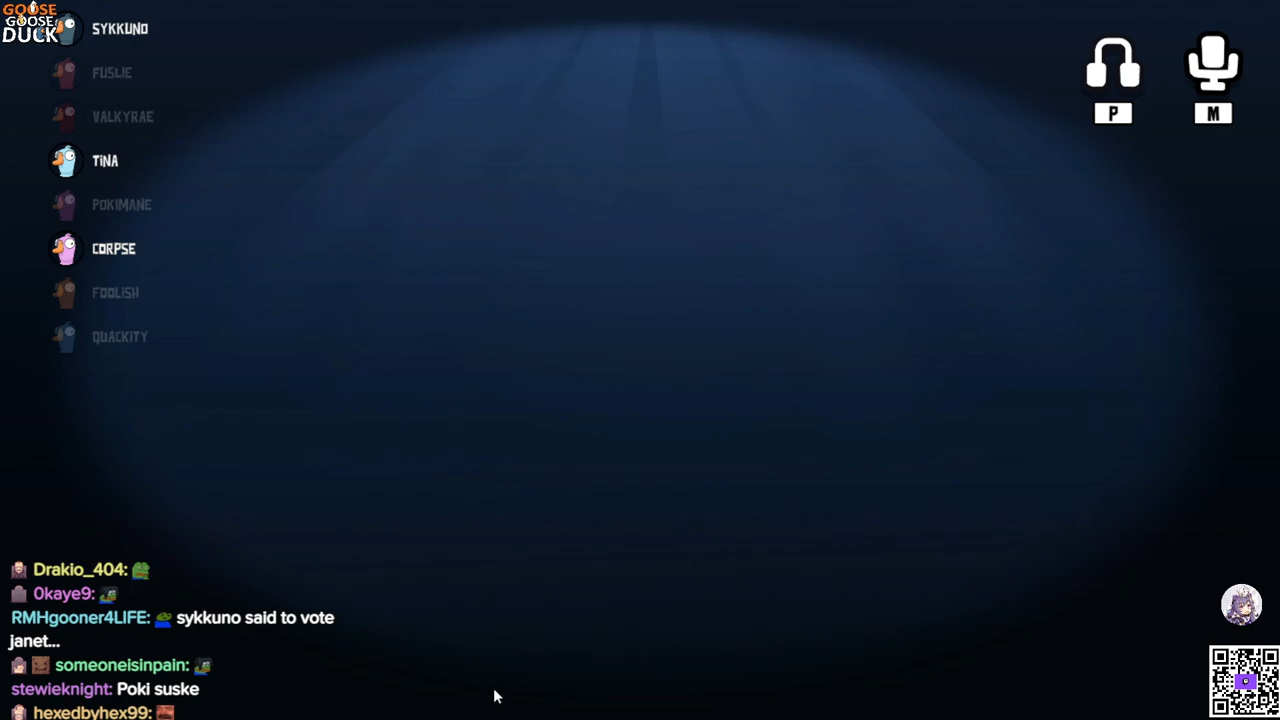 GOOSE
GOOSE
DUCK
SYKKUNO
FUSLIE
VALKYRAE
TiNA
POKIMANE
CORPSE
FOOLiSH
QUACKiTY
P
M
Drakio_404:
0kaye9:
RMHgooner4LIFE: sykkuno said to vote
janet...
someoneisinpain:
stewieknight: Poki suske
hexedbyhex99: